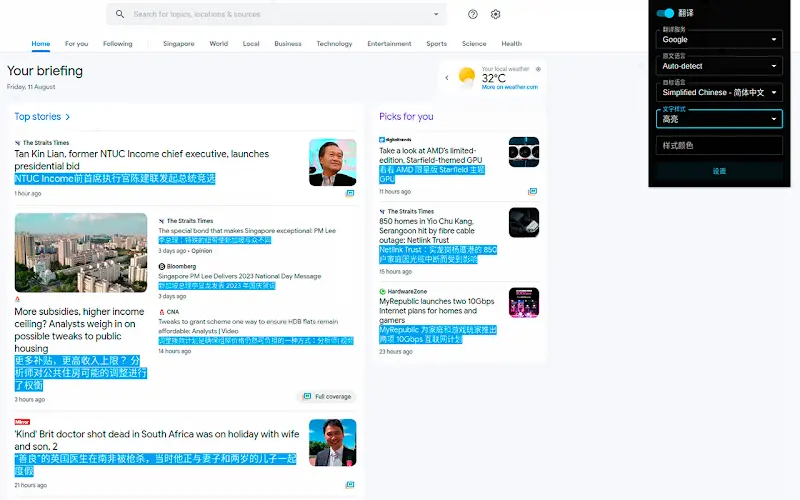 Search for topics, locations & sources
Home
For you
Following
Singapore
World
Local
Business
Technology
Entertainment
Sports
Science
Health
Your briefing
Friday, 11 August
Your local weather
32°C
More on weather.com
Top stories
The Straits Times
Tan Kin Lian, former NTUC Income chief executive, launches
presidential bid
NTUC Income前首席执行官陈建联发起总统竞选
1 hour ago
More subsidies, higher income
ceiling? Analysts weigh in on
possible tweaks to public
housing
更多补贴，更高收入上限？ 分
析师对公共住房可能的调整进行
了权衡
3 hours ago
The Straits Times
The special bond that makes Singapore exceptional: PM Lee
李总理：特殊的纽带使新加坡与众不同
3 days ago • Opinion
Bloomberg
Singapore PM Lee Delivers 2023 National Day Message
新加坡总理李显龙发表 2023 年国庆贺词
3 days ago
CNA
Tweaks to grant scheme one way to ensure HDB flats remain
affordable: Analysts | Video
调整拨款计划是确保组屋价格仍然可负担的一种方式：分析师| 视频
14 hours ago
Full coverage
Mirror
'Kind' Brit doctor shot dead in South Africa was on holiday with wife
and son, 2
“善良”的英国医生在南非被枪杀，当时他正与妻子和两岁的儿子一起
度假
21 hours ago
Picks for you
digitaltrends
Take a look at AMD's limited-
edition, Starfield-themed GPU
看看 AMD 限量版 Starfield 主题
GPU
11 hours ago
The Straits Times
850 homes in Yio Chu Kang,
Serangoon hit by fibre cable
outage: Netlink Trust
Netlink Trust：实龙岗杨厝港的 850
户家庭因光缆中断而受到影响
15 hours ago
HardwareZone
MyRepublic launches two 10Gbps
Internet plans for homes and
gamers
MyRepublic 为家庭和游戏玩家推出
两项 10Gbps 互联网计划
23 hours ago
翻译
翻译服务
Google
原文语言
Auto-detect
目标语言
Simplified Chinese - 简体中文
文字样式
高亮
样式颜色
设置